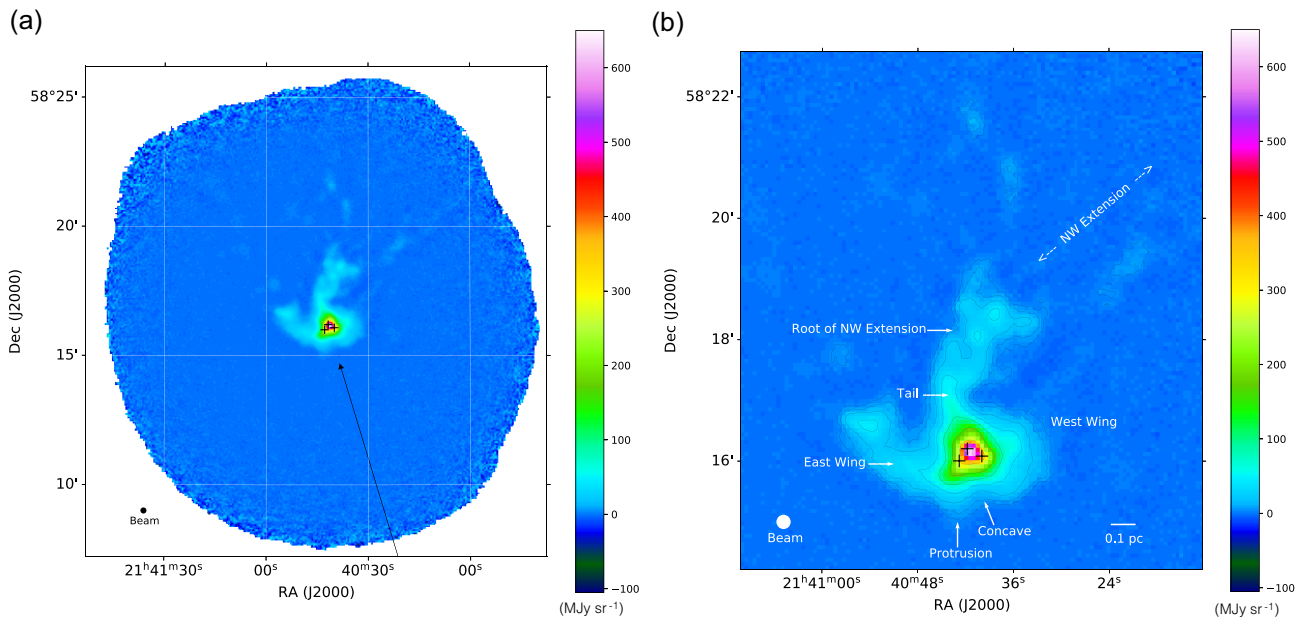 (a)
(b)
58°25'
20'
15'
10'
Dec (J2000)
Beam
21ʰ41ᵐ30ˢ
00ˢ
40ᵐ30ˢ
00ˢ
RA (J2000)
600
500
400
300
200
100
0
−100
(MJy sr⁻¹)
58°22'
20'
18'
16'
Dec (J2000)
<---- NW Extension --->
Root of NW Extension
Tail
West Wing
East Wing
Concave
Protrusion
Beam
0.1 pc
21ʰ41ᵐ00ˢ
40ᵐ48ˢ
36ˢ
24ˢ
RA (J2000)
600
500
400
300
200
100
0
−100
(MJy sr⁻¹)